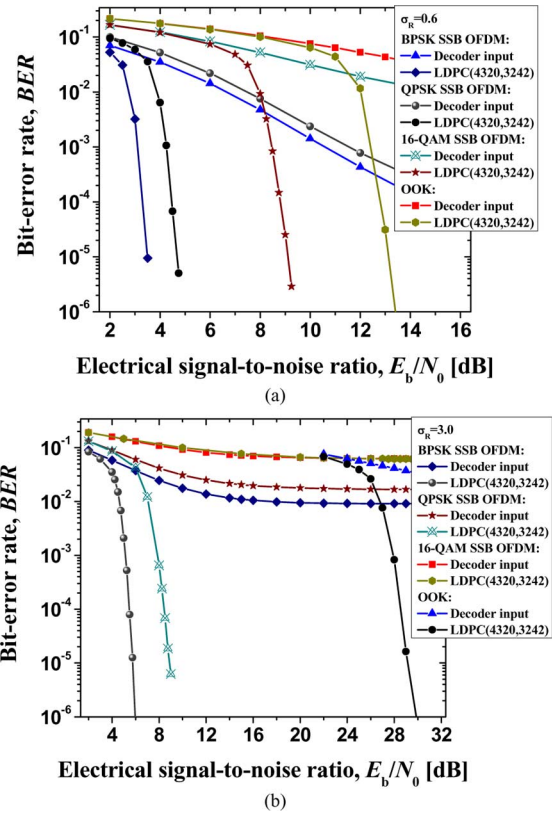 σR=0.6
BPSK SSB OFDM:
Decoder input
LDPC(4320,3242)
QPSK SSB OFDM:
Decoder input
LDPC(4320,3242)
16-QAM SSB OFDM:
Decoder input
LDPC(4320,3242)
OOK:
Decoder input
LDPC(4320,3242)
Bit-error rate, BER
10-1
10-2
10-3
10-4
10-5
10-6
2 4 6 8 10 12 14 16
Electrical signal-to-noise ratio, Eb/N0 [dB]
(a)
σR=3.0
BPSK SSB OFDM:
Decoder input
LDPC(4320,3242)
QPSK SSB OFDM:
Decoder input
LDPC(4320,3242)
16-QAM SSB OFDM:
Decoder input
LDPC(4320,3242)
OOK:
Decoder input
LDPC(4320,3242)
Bit-error rate, BER
10-1
10-2
10-3
10-4
10-5
10-6
4 8 12 16 20 24 28 32
Electrical signal-to-noise ratio, Eb/N0 [dB]
(b)